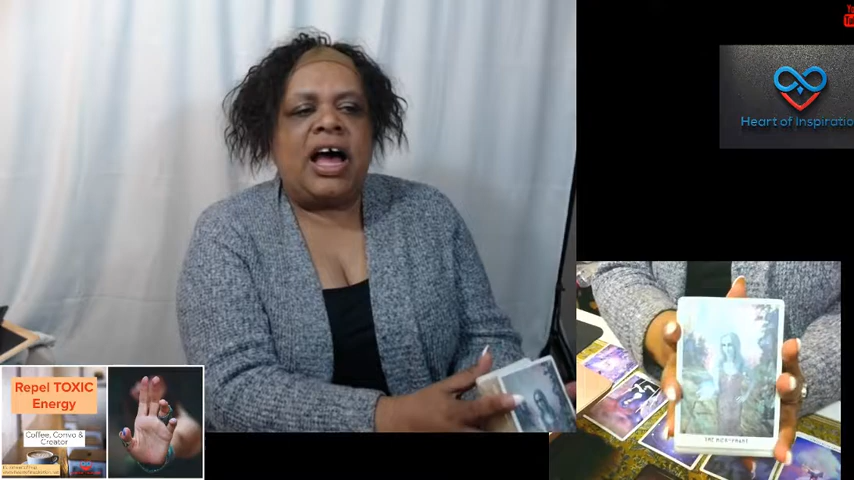 Heart of Inspiratio
Repel TOXIC
Energy
Coffee, Convo &
Creator
THE HIEROPHANT